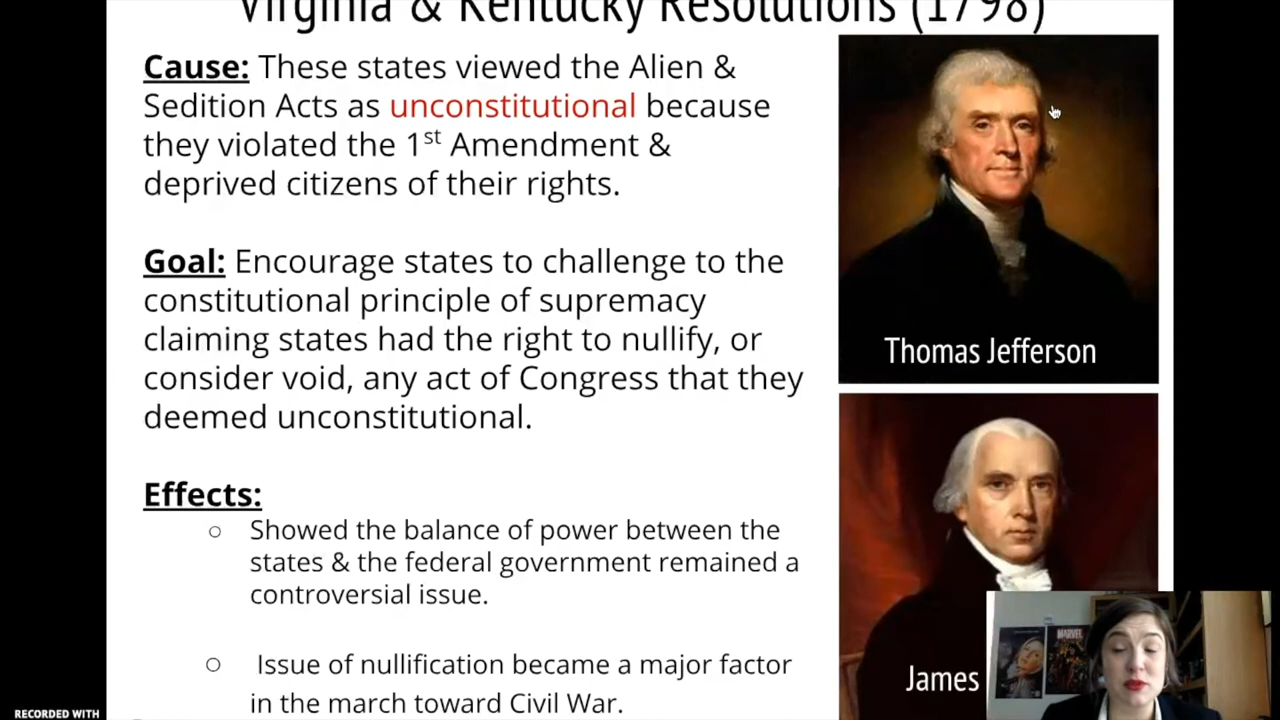 Virginia & Kentucky Resolutions (1798)
Cause: These states viewed the Alien &
Sedition Acts as unconstitutional because
they violated the 1st Amendment &
deprived citizens of their rights.
Goal: Encourage states to challenge to the
constitutional principle of supremacy
claiming states had the right to nullify, or
consider void, any act of Congress that they
deemed unconstitutional.
Effects:
○ Showed the balance of power between the
states & the federal government remained a
controversial issue.
○ Issue of nullification became a major factor
in the march toward Civil War.
Thomas Jefferson
James
MARVEL
RECORDED WITH